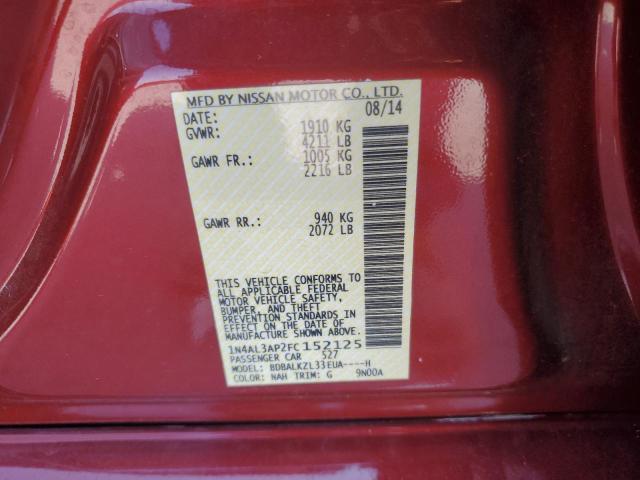 MFD BY NISSAN MOTOR CO., LTD.
DATE: 08/14
GVWR: 1910 KG
4211 LB
GAWR FR.: 1005 KG
2216 LB
GAWR RR.: 940 KG
2072 LB
THIS VEHICLE CONFORMS TO
ALL APPLICABLE FEDERAL
MOTOR VEHICLE SAFETY,
BUMPER, AND THEFT
PREVENTION STANDARDS IN
EFFECT ON THE DATE OF
MANUFACTURE SHOWN ABOVE.
1N4AL3AP2FC152125
PASSENGER CAR 527
MODEL: BDBALKZL33EUA----H
COLOR: NAH TRIM: G 9N00A